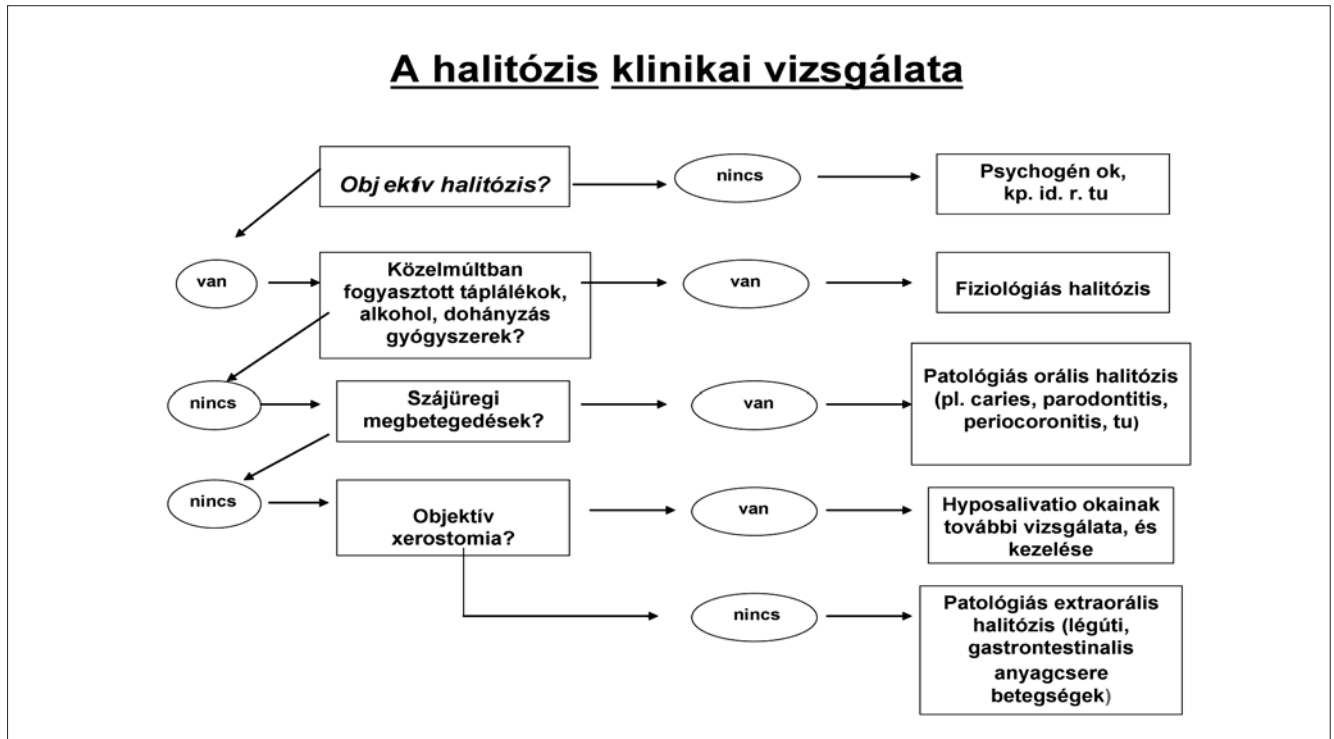 A halitózis klinikai vizsgálata
Objektív halitózis?
nincs
Psychogén ok,
kp. id. r. tu
van
Közelmúltban
fogyasztott táplálékok,
alkohol, dohányzás
gyógyszerek?
van
Fiziológiás halitózis
nincs
Szájüregi
megbetegedések?
van
Patológiás orális halitózis
(pl. caries, parodontitis,
periocoronitis, tu)
nincs
Objektív
xerostomia?
van
Hyposalivatio okainak
további vizsgálata, és
kezelése
nincs
Patológiás extraorális
halitózis (légúti,
gastrontestinalis
anyagcsere
betegségek)